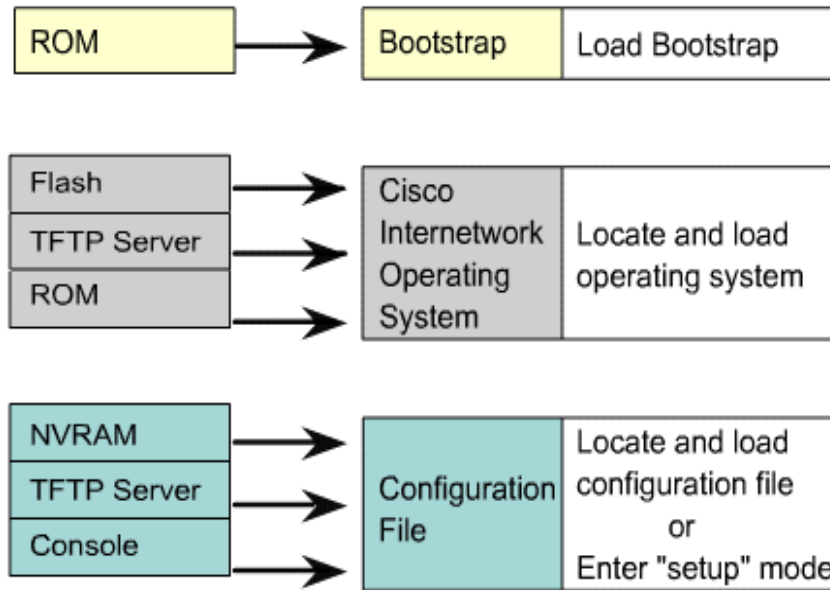 ROM
Bootstrap
Load Bootstrap
Flash
TFTP Server
ROM
Cisco
Internetwork
Operating
System
Locate and load
operating system
NVRAM
TFTP Server
Console
Configuration
File
Locate and load
configuration file
or
Enter "setup" mode